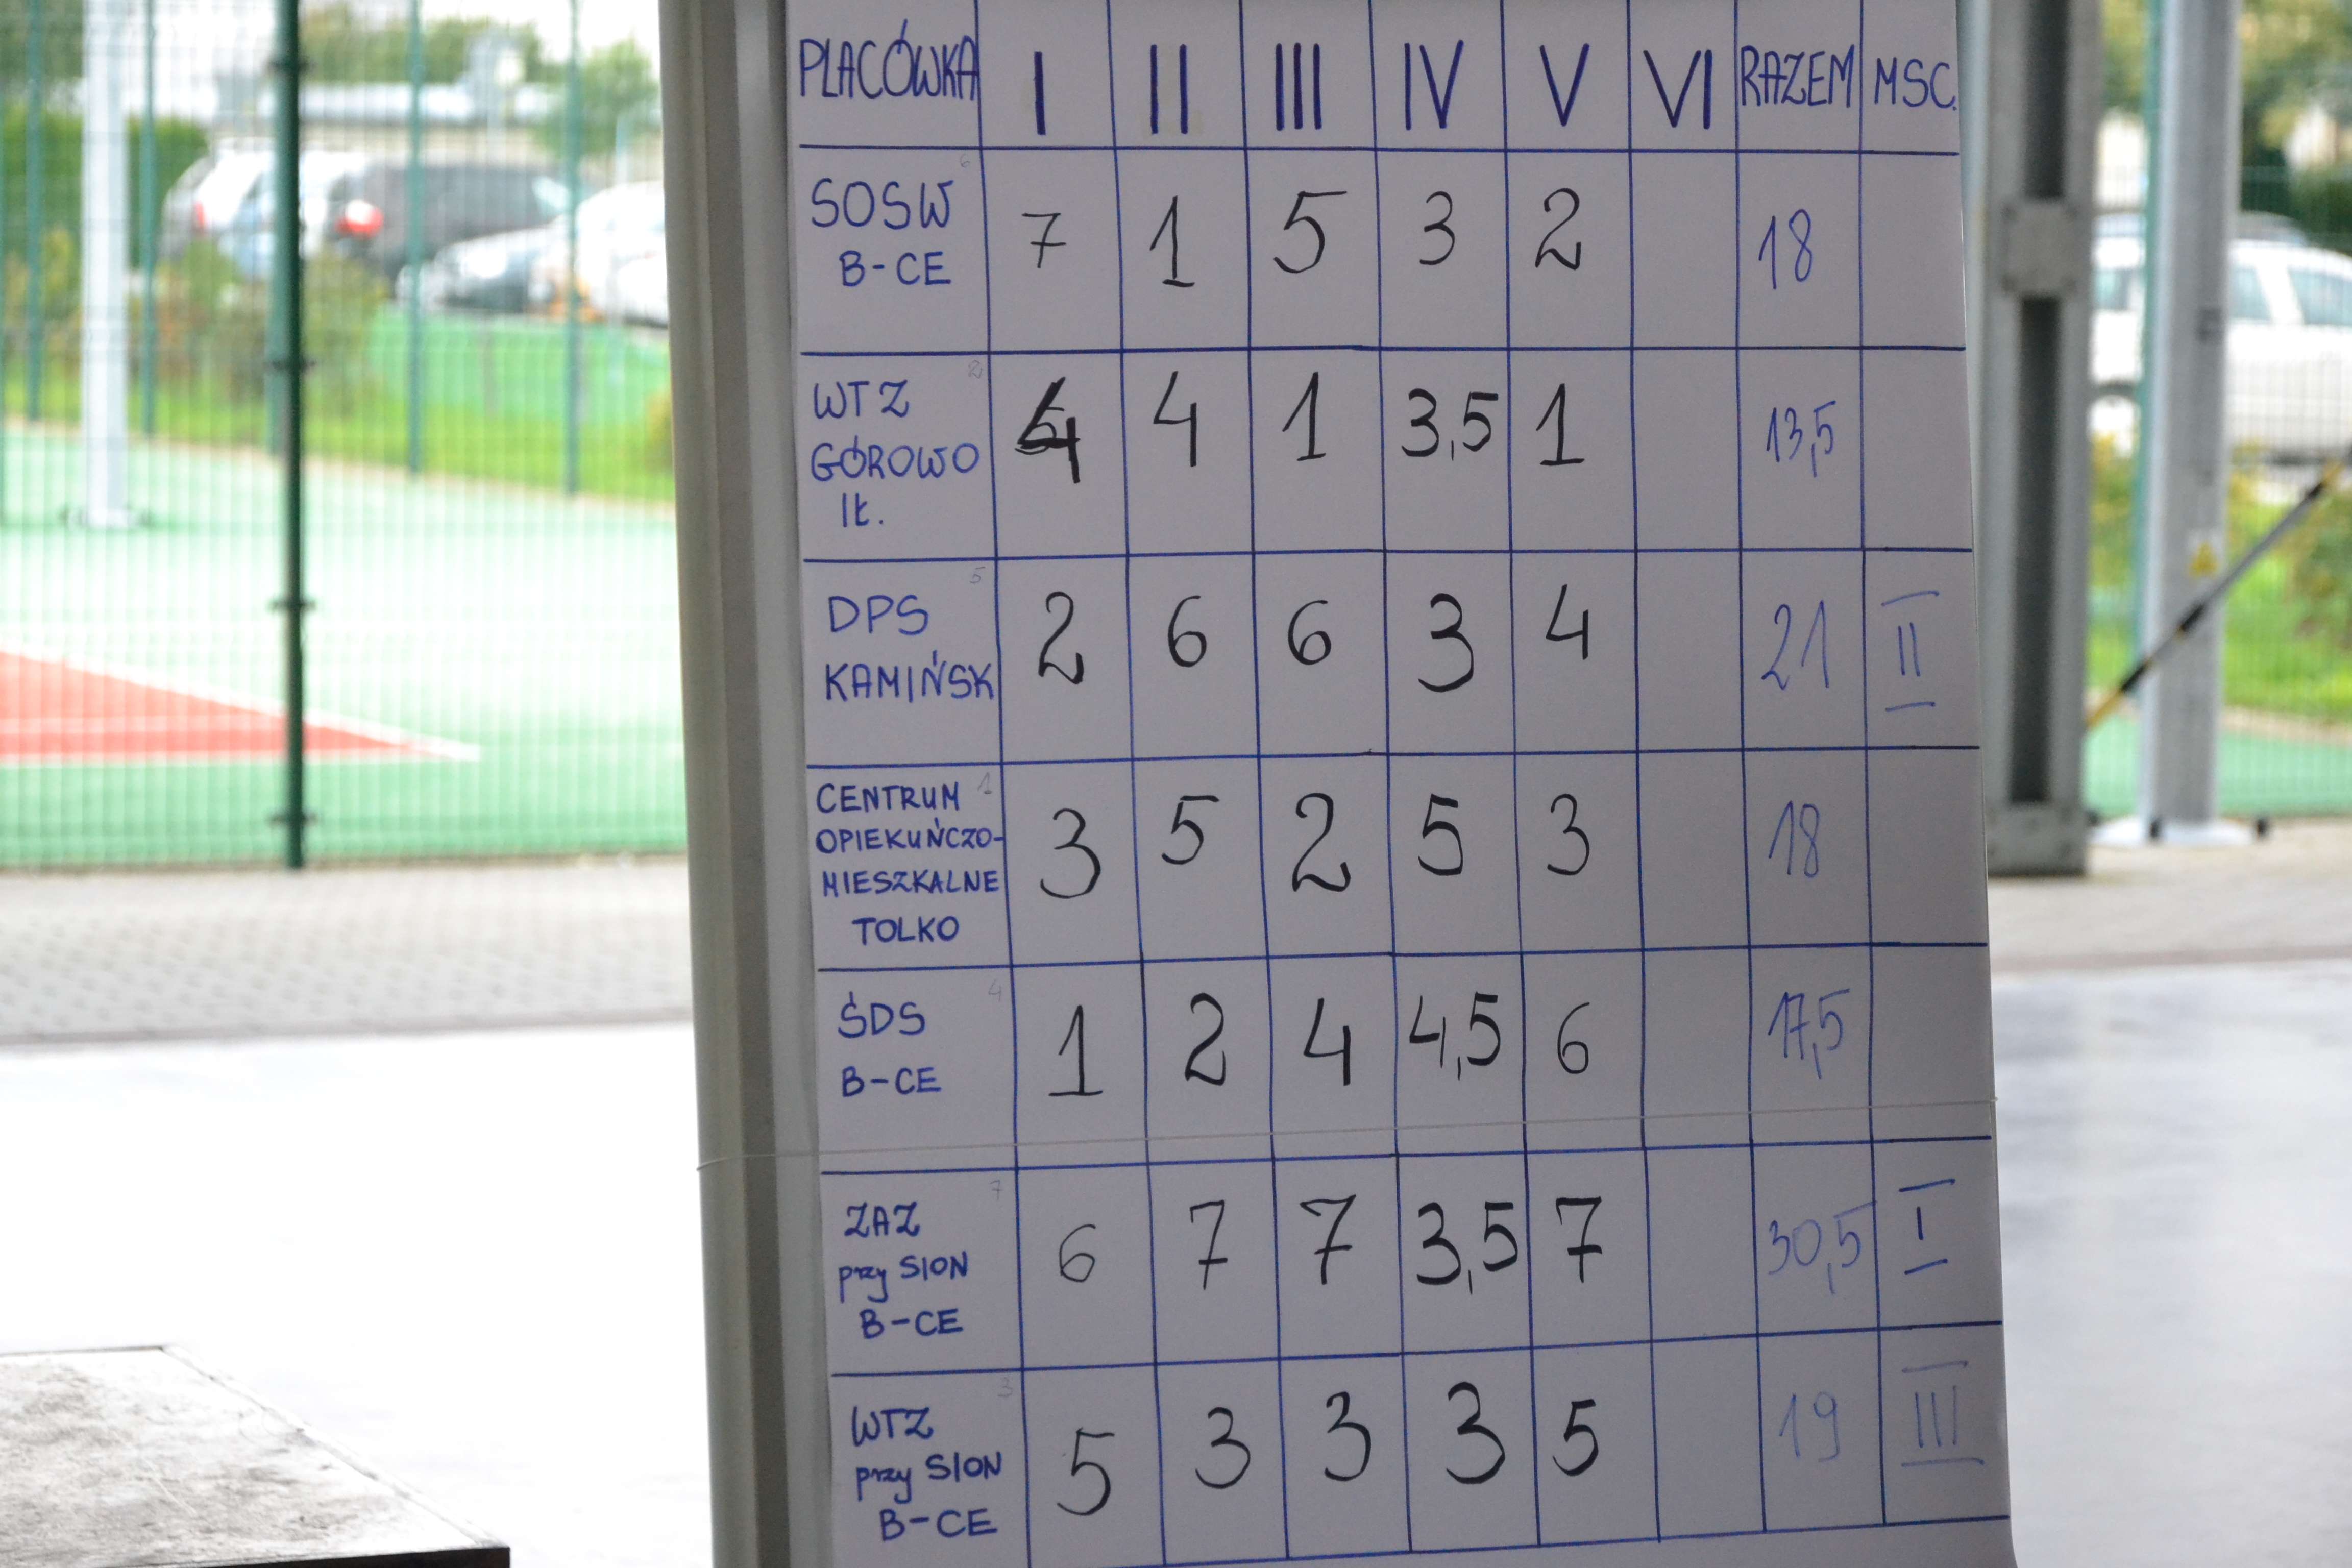 PLACÓWKA I II III IV V VI RAZEM MSC.
6
SOSW
B-CE
7 1 5 3 2 18
2
WTZ
GÓROWO
IŁ.
4 4 1 3,5 1 13,5
5
DPS
KAMIŃSK
2 6 6 3 4 21 II
1
CENTRUM
OPIEKUŃCZO-
MIESZKALNE
TOLKO
3 5 2 5 3 18
4
ŚDS
B-CE
1 2 4 4,5 6 17,5
7
ZAZ
przy SION
B-CE
6 7 7 3,5 7 30,5 I
3
WTZ
przy SION
B-CE
5 3 3 3 5 19 III